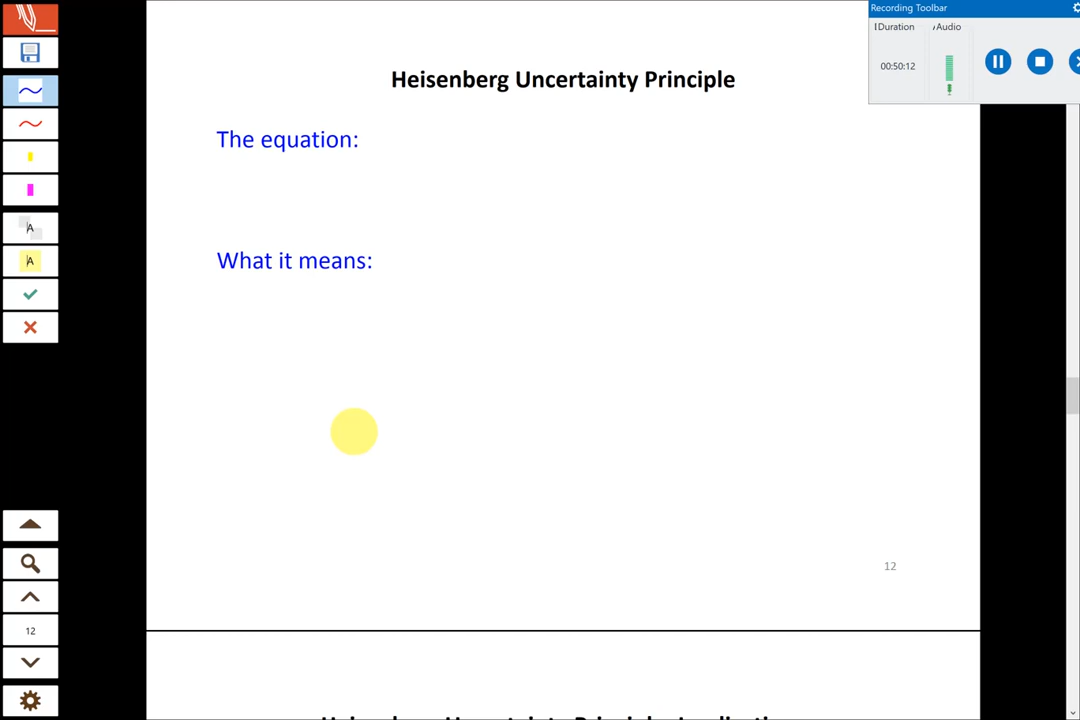 Recording Toolbar
Duration
Audio
00:50:12
Heisenberg Uncertainty Principle
The equation:
What it means:
A
A
12
12